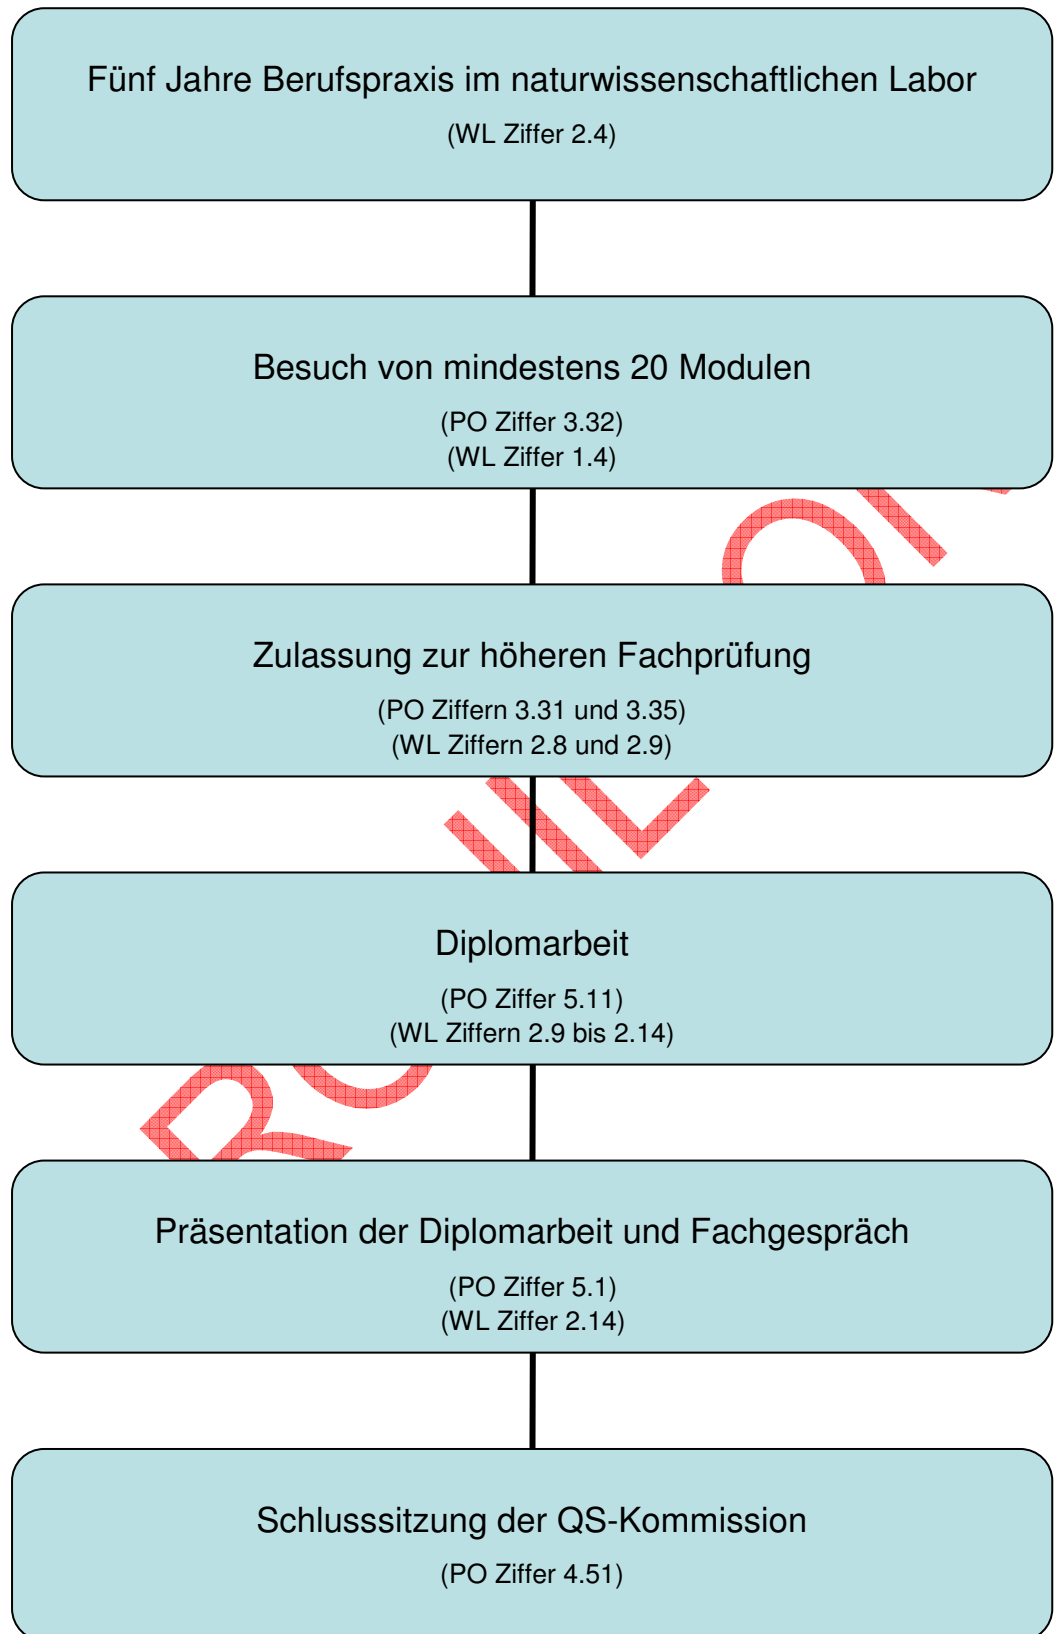 Fünf Jahre Berufspraxis im naturwissenschaftlichen Labor
(WL Ziffer 2.4)
Besuch von mindestens 20 Modulen
(PO Ziffer 3.32)
(WL Ziffer 1.4)
Zulassung zur höheren Fachprüfung
(PO Ziffern 3.31 und 3.35)
(WL Ziffern 2.8 und 2.9)
Diplomarbeit
(PO Ziffer 5.11)
(WL Ziffern 2.9 bis 2.14)
Präsentation der Diplomarbeit und Fachgespräch
(PO Ziffer 5.1)
(WL Ziffer 2.14)
Schlusssitzung der QS-Kommission
(PO Ziffer 4.51)